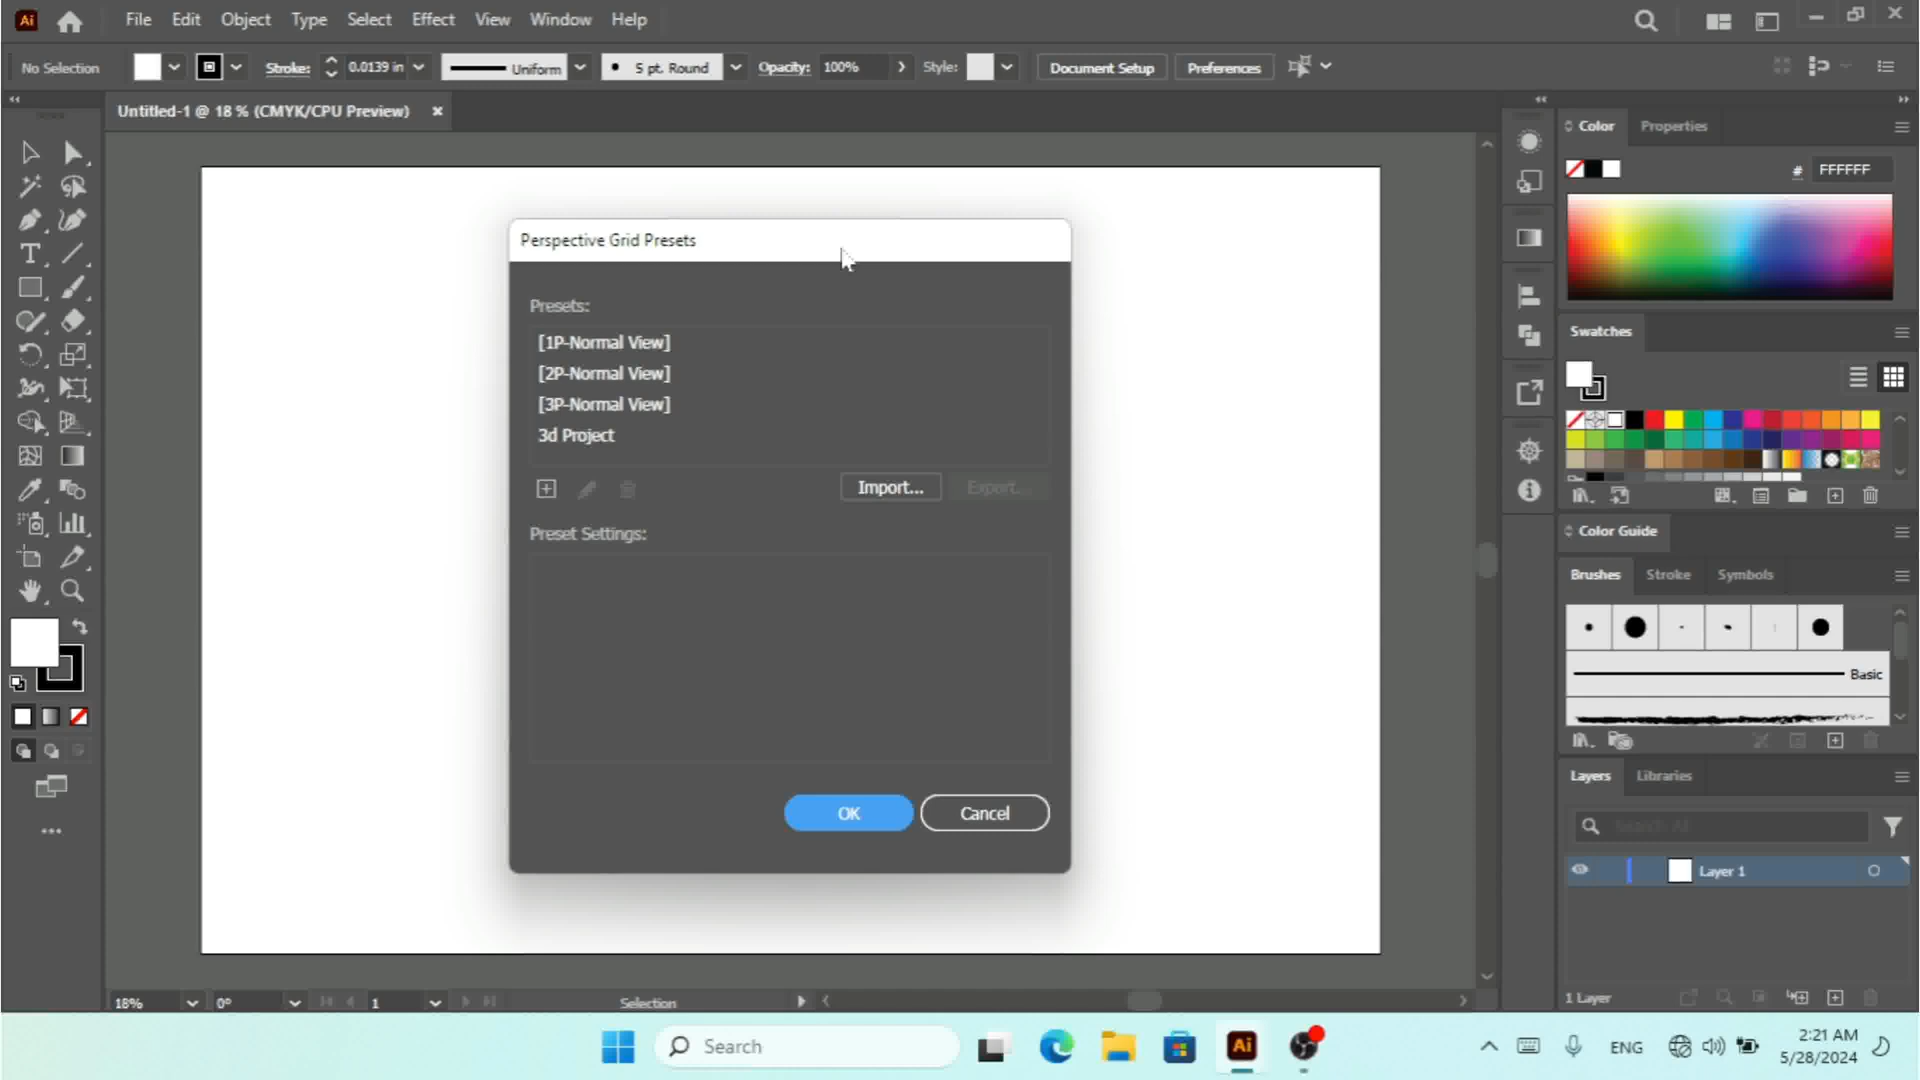 Ai File Edit Object Type Select Effect View Window Help
No Selection Stroke: 0.0139 in Uniform 5 pt. Round Opacity: 100% Style: Document Setup Preferences
Untitled-1 @ 18 % (CMYK/CPU Preview)
Color Properties
# FFFFFF
Perspective Grid Presets
Presets:
[1P-Normal View]
[2P-Normal View]
[3P-Normal View]
3d Project
Import... Export...
Preset Settings:
OK Cancel
Swatches
Color Guide
Brushes Stroke Symbols
Basic
Layers Libraries
Search All
Layer 1
1 Layer
18% 0° 1 Selection
Search
Ai
ENG
2:21 AM
5/28/2024